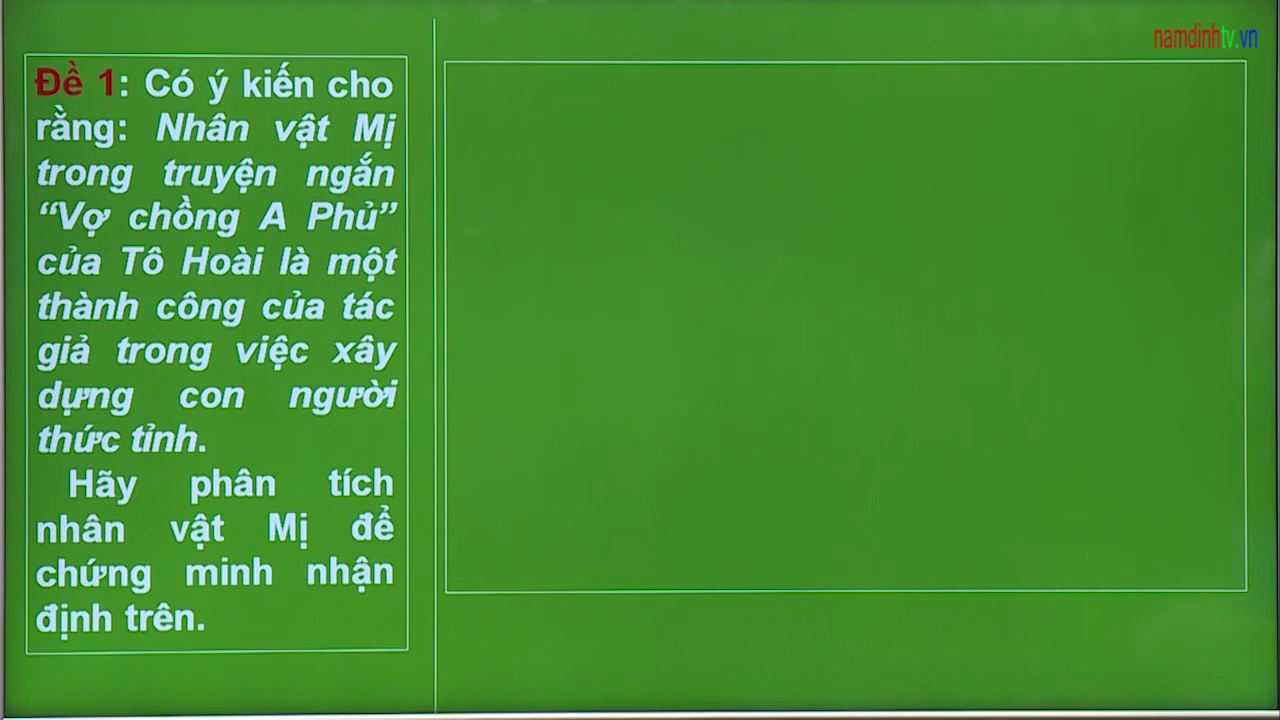 namdinhtv.vn
Đề 1: Có ý kiến cho
rằng: Nhân vật Mị
trong truyện ngắn
“Vợ chồng A Phủ”
của Tô Hoài là một
thành công của tác
giả trong việc xây
dựng con người
thức tỉnh.
Hãy phân tích
nhân vật Mị để
chứng minh nhận
định trên.